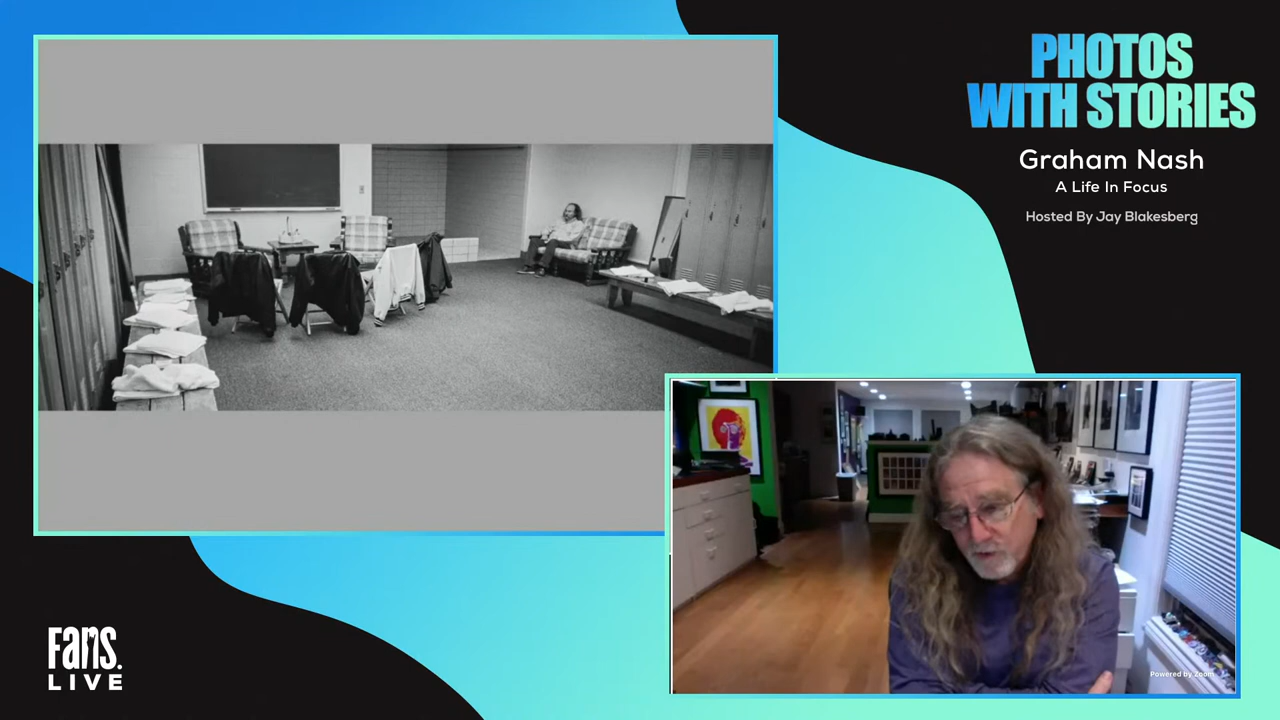 PHOTOS
WITH STORIES
Graham Nash
A Life In Focus
Hosted By Jay Blakesberg
Powered by Zoom
Fans.
LIVE